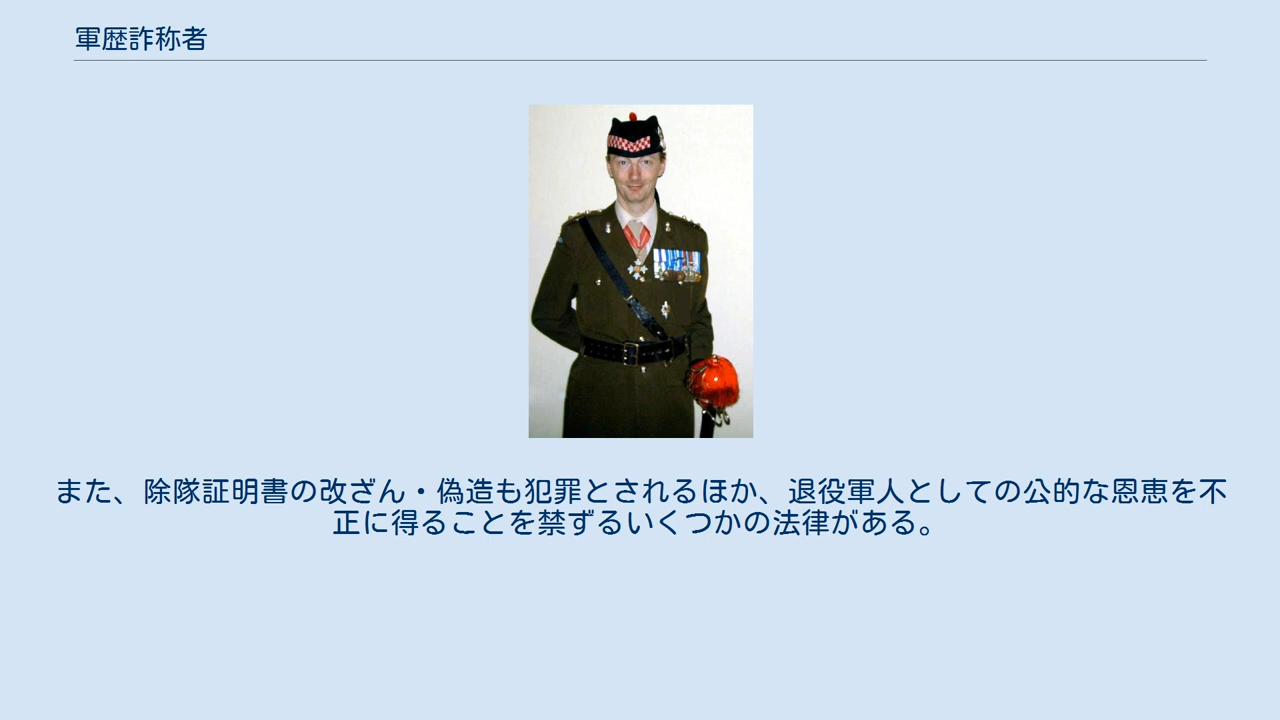 軍歴詐称者
また、除隊証明書の改ざん・偽造も犯罪とされるほか、退役軍人としての公的な恩恵を不
正に得ることを禁ずるいくつかの法律がある。